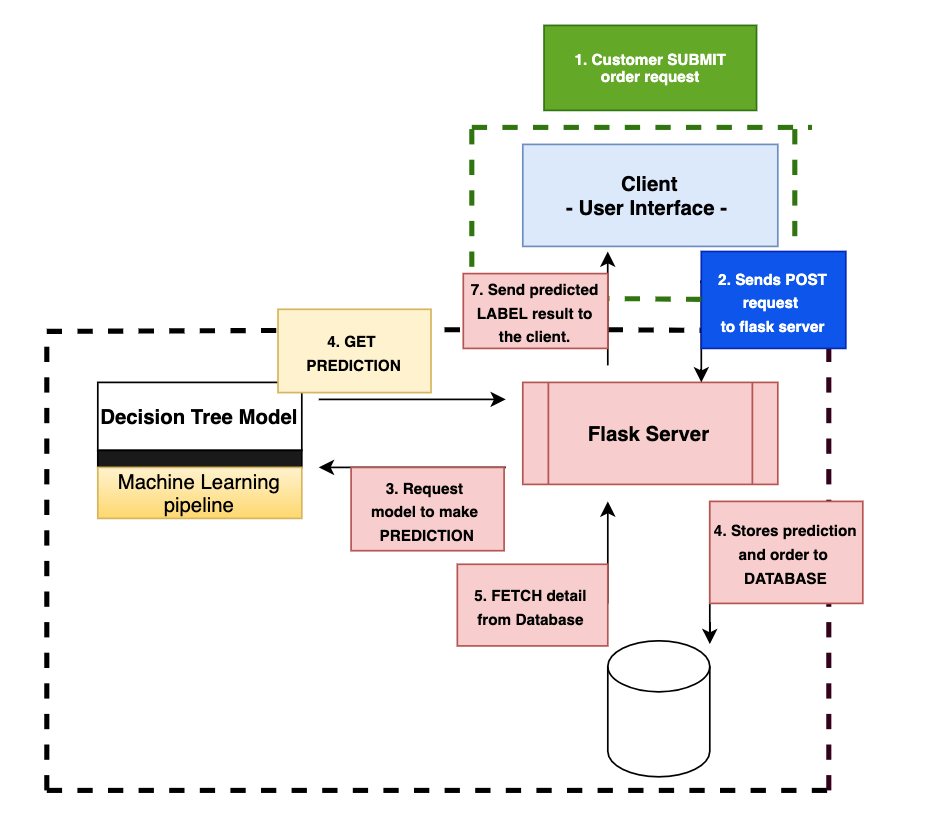 1. Customer SUBMIT
order request
Client
- User Interface -
2. Sends POST
request
to flask server
7. Send predicted
LABEL result to
the client.
4. GET
PREDICTION
Decision Tree Model
Machine Learning
pipeline
Flask Server
3. Request
model to make
PREDICTION
4. Stores prediction
and order to
DATABASE
5. FETCH detail
from Database